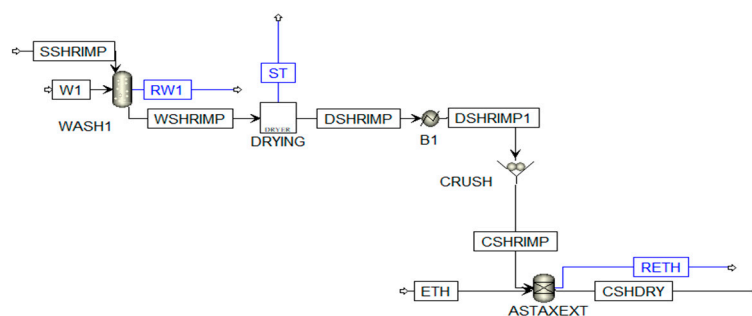 SSHRIMP
ST
W1
RW1
WSHRIMP
DSHRIMP
DSHRIMP1
WASH1
DRYER
DRYING
B1
CRUSH
CSHRIMP
RETH
ETH
CSHDRY
ASTAXEXT